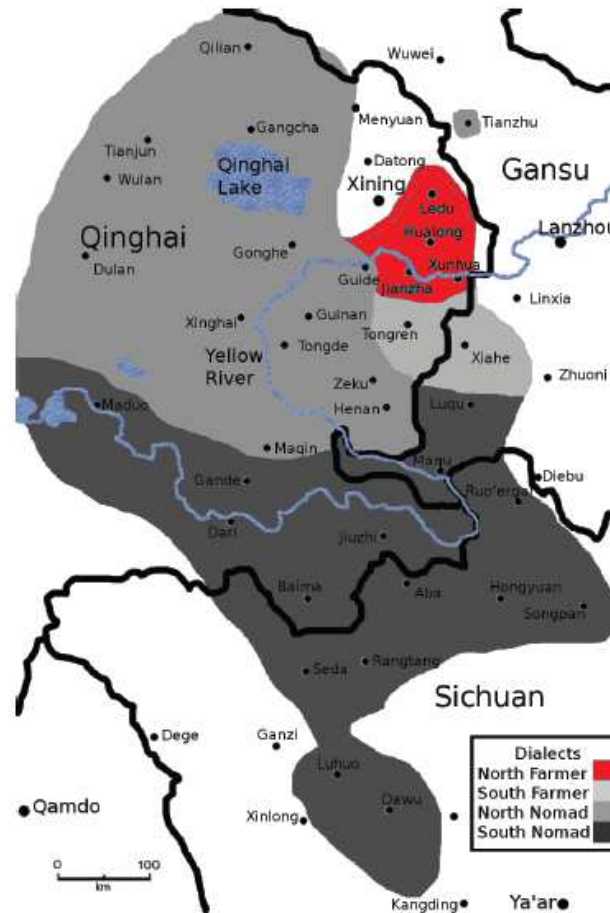 Qilian
Wuwei
Gangcha
Menyuan
Tianzhu
Tianjun
Datong
Gansu
Wulan
Qinghai
Lake
Xining
Ledu
Qinghai
Hualong
Lanzhou
Gonghe
Dulan
Guide
Xunhua
Jianzha
Linxia
Xinghai
Guinan
Tongren
Yellow
River
Tongde
Xiahe
Zeku
Zhuoni
Maduo
Henan
Luqu
Maqin
Maqu
Diebu
Gande
Ruo'ergai
Dari
Jiuzhi
Baima
Aba
Hongyuan
Songpan
Seda
Rangtang
Sichuan
Dege
Ganzi
Luhuo
Dialects
North Farmer
South Farmer
North Nomad
South Nomad
Qamdo
Xinlong
Dawu
0 100
km
Kangding
Ya'ar